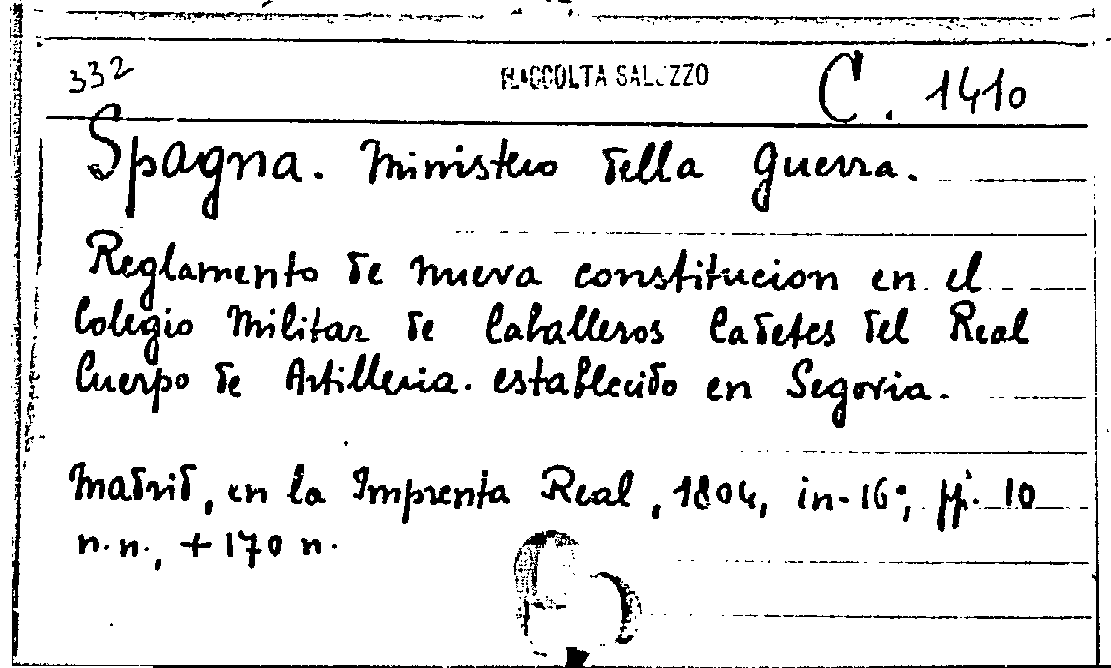 332 RACCOLTA SALUZZO C. 1410
Spagna. Ministero della Guerra.
Reglamento de nueva constitucion en el
Colegio Militar de Caballeros Cadetes del Real
Cuerpo de Artilleria. establecido en Segovia.
Madrid, en la Imprenta Real, 1804, in-16°, pp. 10
n.n., + 170 n.